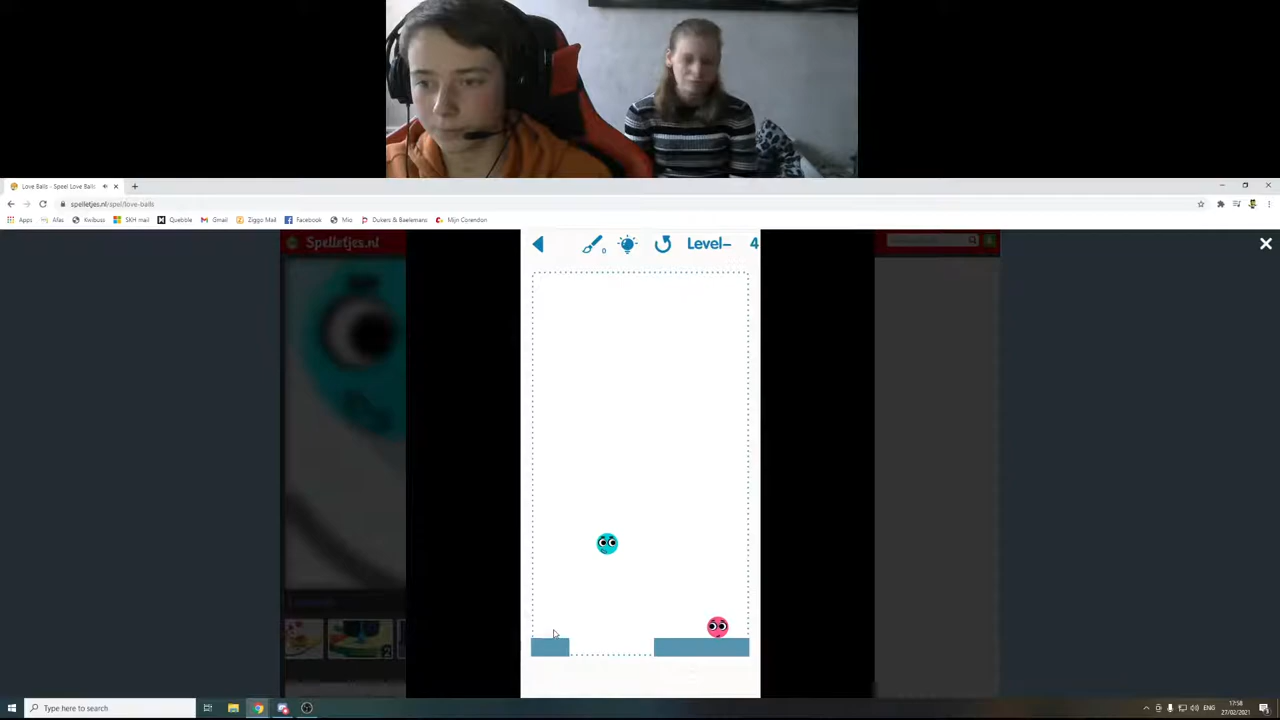 Love Balls - Speel Love Balls
spelletjes.nl/spel/love-balls
Apps Afas Kwibuss SKH mail Quebble Gmail Ziggo Mail Facebook Mio Dukers & Baelemans Mijn Corendon
Spelletjes.nl
0 Level- 4
Type here to search
ENG
17:58
27/02/2021